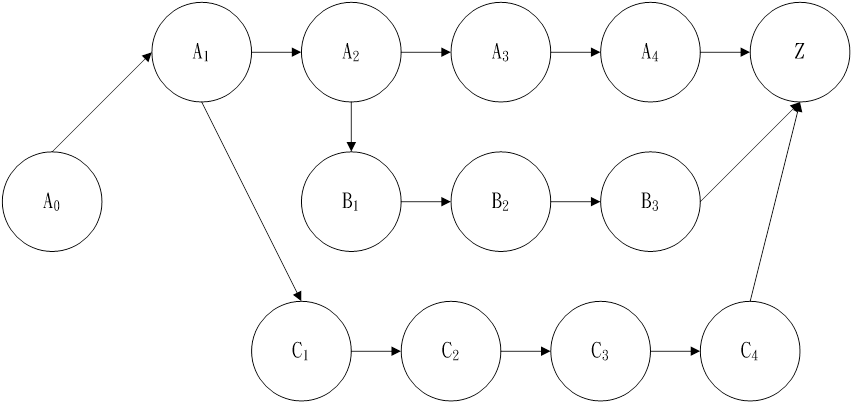 A₁ A₂ A₃ A₄ Z
A₀ B₁ B₂ B₃
C₁ C₂ C₃ C₄